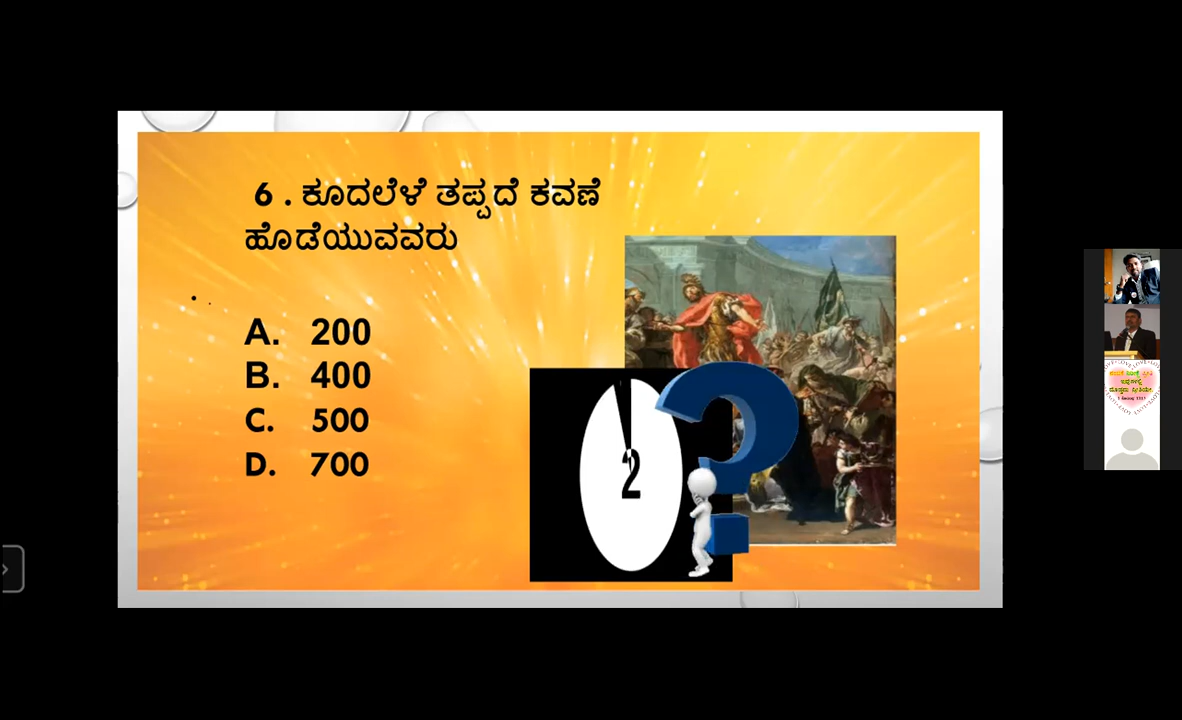 6 . ಕೂದಲೆಳೆ ತಪ್ಪದೆ ಕವಣೆ
ಹೊಡೆಯುವವರು
A. 200
B. 400
C. 500
D. 700
2